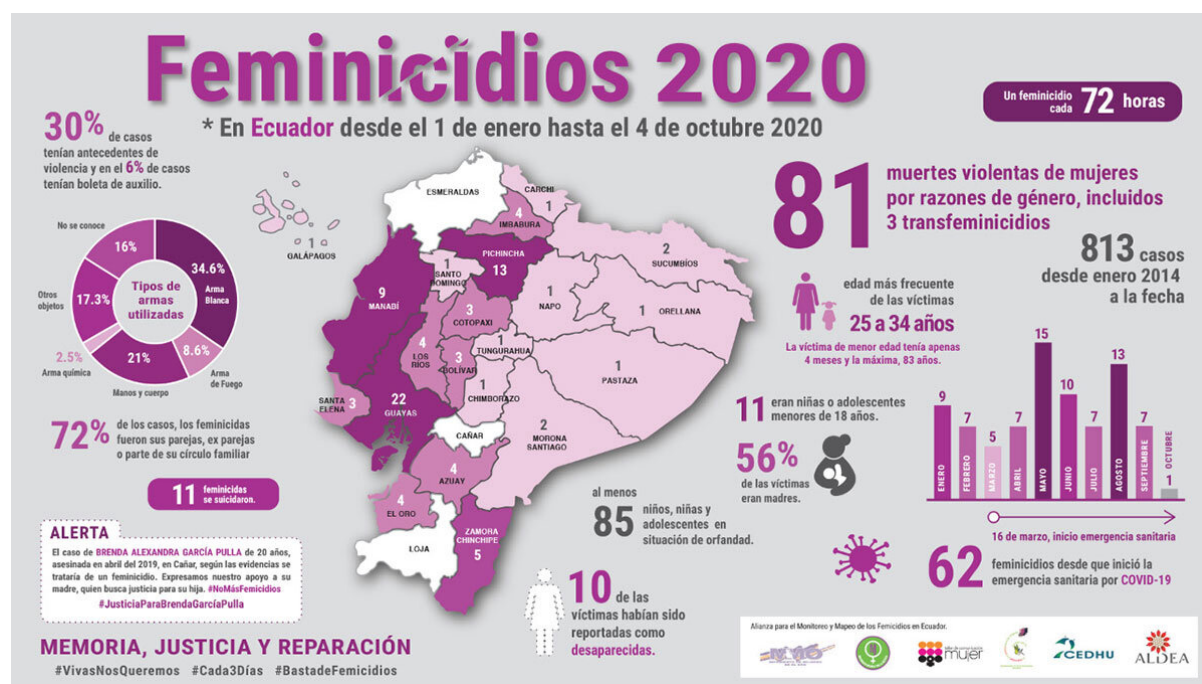 Feminicidios 2020
* En Ecuador desde el 1 de enero hasta el 4 de octubre 2020
Un feminicidio
cada 72 horas
30% de casos
tenían antecedentes de
violencia y en el 6% de casos
tenían boleta de auxilio.
No se conoce
16%
34.6%
Arma
Blanca
Otros
objetos
17.3%
Tipos de
armas
utilizadas
2.5%
Arma química
21%
8.6%
Arma
de Fuego
Manos y cuerpo
72% de los casos, los feminicidas
fueron sus parejas, ex parejas
o parte de su círculo familiar
11 feminicidas
se suicidaron.
ALERTA
El caso de BRENDA ALEXANDRA GARCÍA PULLA de 20 años,
asesinada en abril del 2019, en Cañar, según las evidencias se
trataría de un feminicidio. Expresamos nuestro apoyo a su
madre, quien busca justicia para su hija. #NoMásFemicidios
#JusticiaParaBrendaGarcíaPulla
MEMORIA, JUSTICIA Y REPARACIÓN
#VivasNosQueremos #Cada3Días #BastadeFemicidios
ESMERALDAS
CARCHI
1
4
IMBABURA
1
GALÁPAGOS
PICHINCHA
13
2
SUCUMBÍOS
1
SANTO
DOMINGO
9
MANABÍ
1
NAPO
1
ORELLANA
3
COTOPAXI
4
LOS
RÍOS
1
TUNGURAHUA
3
BOLÍVAR
1
PASTAZA
1
CHIMBORAZO
SANTA
ELENA
3
22
GUAYAS
CAÑAR
2
MORONA
SANTIAGO
4
AZUAY
4
EL ORO
LOJA
ZAMORA
CHINCHIPE
5
81 muertes violentas de mujeres
por razones de género, incluidos
3 transfeminicidios
813 casos
desde enero 2014
a la fecha
edad más frecuente
de las víctimas
25 a 34 años
La víctima de menor edad tenía apenas
4 meses y la máxima, 83 años.
11 eran niñas o adolescentes
menores de 18 años.
56%
de las víctimas
eran madres.
al menos
85 niños, niñas y
adolescentes en
situación de orfandad.
10 de las
víctimas habían sido
reportadas como
desaparecidas.
9
7
5
7
15
10
7
13
7
1
ENERO
FEBRERO
MARZO
ABRIL
MAYO
JUNIO
JULIO
AGOSTO
SEPTIEMBRE
OCTUBRE
16 de marzo, inicio emergencia sanitaria
62 feminicidios desde que inició la
emergencia sanitaria por COVID-19
Alianza para el Monitoreo y Mapeo de los Femicidios en Ecuador.
mujer
CEDHU
ALDEA